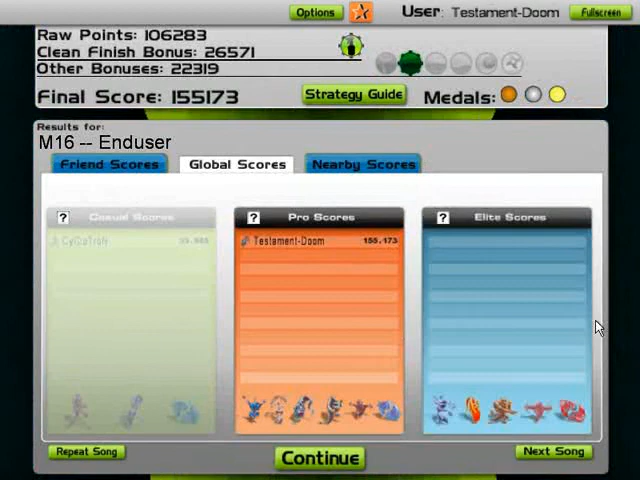 Options User: Testament-Doom Fullscreen
Raw Points: 106283
Clean Finish Bonus: 26571
Other Bonuses: 22319
Final Score: 155173 Strategy Guide Medals:
Results for:
M16 -- Enduser
Friend Scores Global Scores Nearby Scores
? Casual Scores ? Pro Scores ? Elite Scores
Testament-Doom 155,173
Repeat Song Continue Next Song